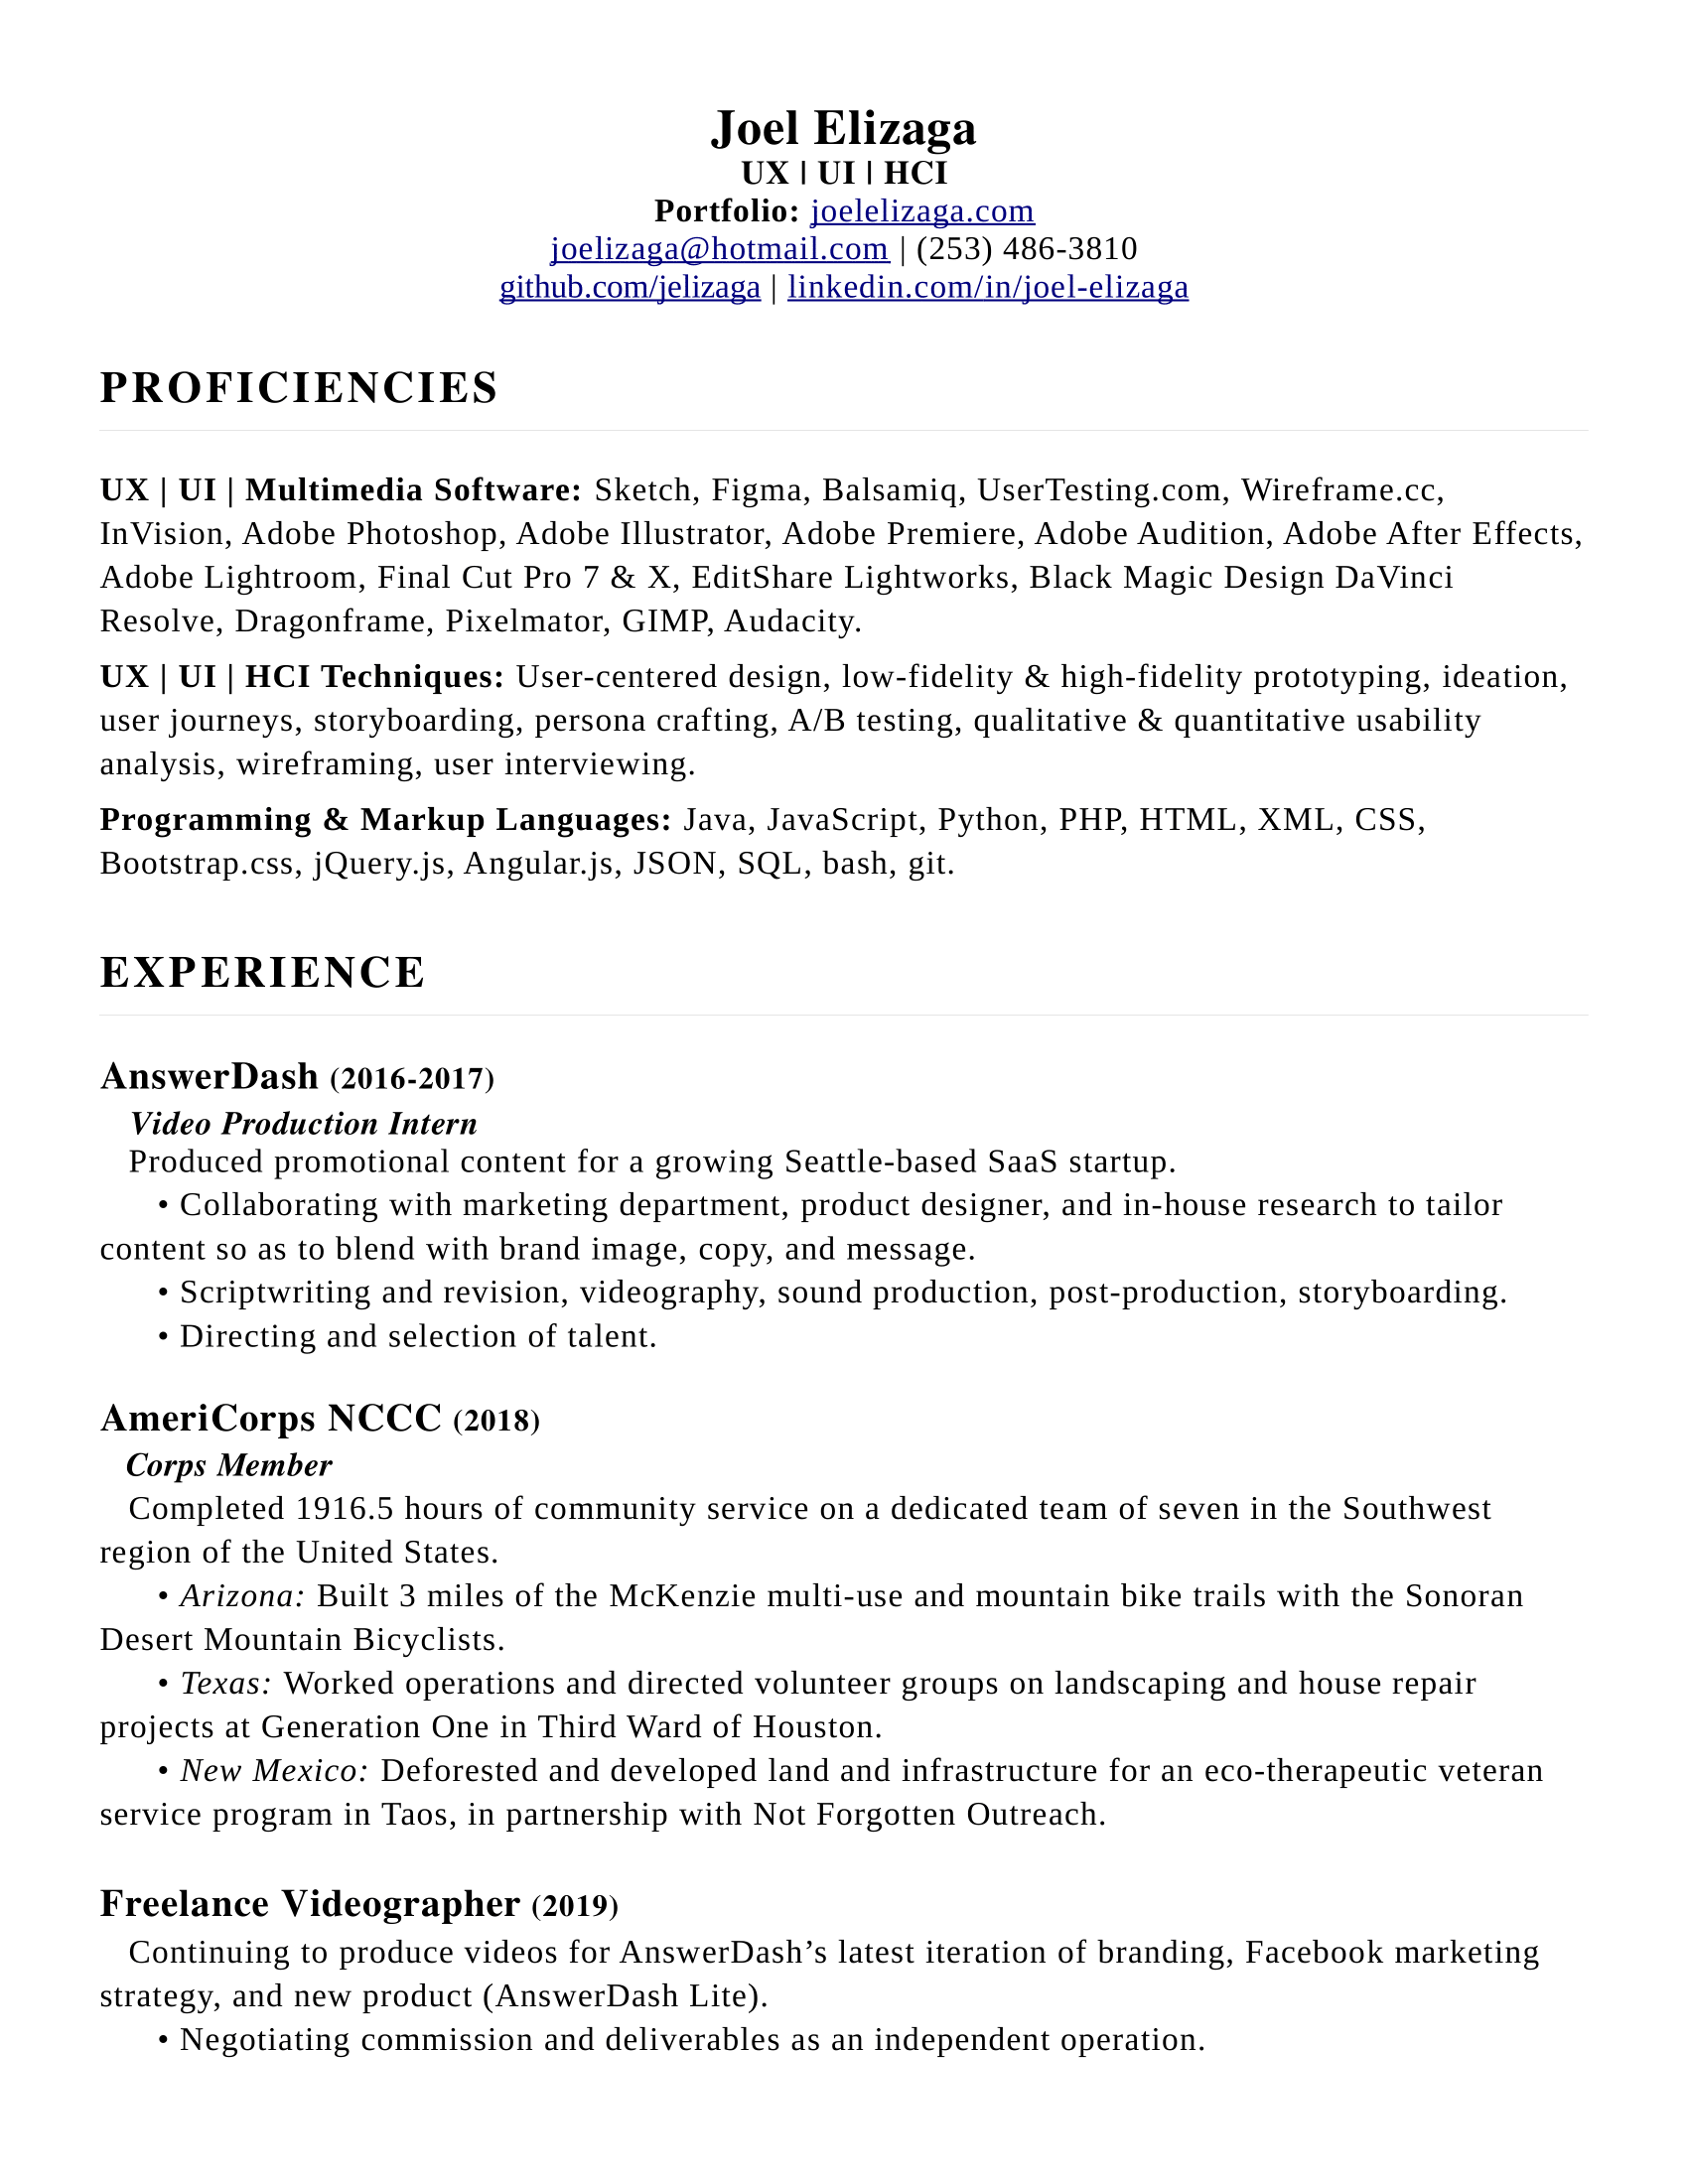 Joel Elizaga
UX | UI | HCI
Portfolio: joelelizaga.com
joelizaga@hotmail.com | (253) 486-3810
github.com/jelizaga | linkedin.com/in/joel-elizaga
PROFICIENCIES
UX | UI | Multimedia Software: Sketch, Figma, Balsamiq, UserTesting.com, Wireframe.cc,
InVision, Adobe Photoshop, Adobe Illustrator, Adobe Premiere, Adobe Audition, Adobe After Effects,
Adobe Lightroom, Final Cut Pro 7 & X, EditShare Lightworks, Black Magic Design DaVinci
Resolve, Dragonframe, Pixelmator, GIMP, Audacity.
UX | UI | HCI Techniques: User-centered design, low-fidelity & high-fidelity prototyping, ideation,
user journeys, storyboarding, persona crafting, A/B testing, qualitative & quantitative usability
analysis, wireframing, user interviewing.
Programming & Markup Languages: Java, JavaScript, Python, PHP, HTML, XML, CSS,
Bootstrap.css, jQuery.js, Angular.js, JSON, SQL, bash, git.
EXPERIENCE
AnswerDash (2016-2017)
Video Production Intern
Produced promotional content for a growing Seattle-based SaaS startup.
• Collaborating with marketing department, product designer, and in-house research to tailor
content so as to blend with brand image, copy, and message.
• Scriptwriting and revision, videography, sound production, post-production, storyboarding.
• Directing and selection of talent.
AmeriCorps NCCC (2018)
Corps Member
Completed 1916.5 hours of community service on a dedicated team of seven in the Southwest
region of the United States.
• Arizona: Built 3 miles of the McKenzie multi-use and mountain bike trails with the Sonoran
Desert Mountain Bicyclists.
• Texas: Worked operations and directed volunteer groups on landscaping and house repair
projects at Generation One in Third Ward of Houston.
• New Mexico: Deforested and developed land and infrastructure for an eco-therapeutic veteran
service program in Taos, in partnership with Not Forgotten Outreach.
Freelance Videographer (2019)
Continuing to produce videos for AnswerDash’s latest iteration of branding, Facebook marketing
strategy, and new product (AnswerDash Lite).
• Negotiating commission and deliverables as an independent operation.